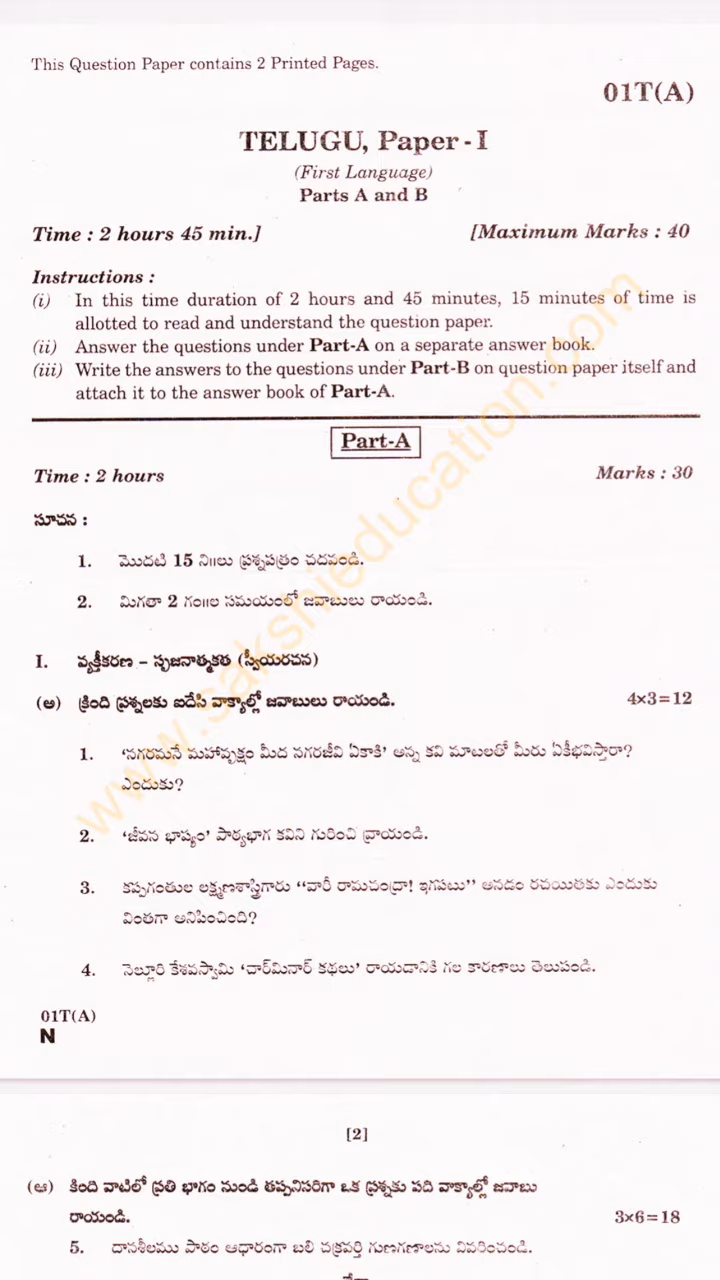 This Question Paper contains 2 Printed Pages.
01T(A)
TELUGU, Paper - I
(First Language)
Parts A and B
Time : 2 hours 45 min.] [Maximum Marks : 40
Instructions :
(i) In this time duration of 2 hours and 45 minutes, 15 minutes of time is
allotted to read and understand the question paper.
(ii) Answer the questions under Part-A on a separate answer book.
(iii) Write the answers to the questions under Part-B on question paper itself and
attach it to the answer book of Part-A.
Part-A
Time : 2 hours Marks : 30
సూచన :
1. మొదటి 15 ని॥లు ప్రశ్నపత్రం చదవండి.
2. మిగతా 2 గం॥ల సమయంలో జవాబులు రాయండి.
I. వ్యక్తీకరణ – సృజనాత్మకత (స్వీయరచన)
(అ) క్రింది ప్రశ్నలకు ఐదేసి వాక్యాల్లో జవాబులు రాయండి. 4×3=12
1. ‘నగరమనే మహావృక్షం మీద నగరజీవి ఏకాకి’ అన్న కవి మాటలతో మీరు ఏకీభవిస్తారా?
ఎందుకు?
2. ‘జీవన భాష్యం’ పాఠ్యభాగ కవిని గురించి వ్రాయండి.
3. కప్పగంతుల లక్ష్మణశాస్త్రిగారు “వారీ రామచంద్రా! ఇగపటు” అనడం రచయితకు ఎందుకు
వింతగా అనిపించింది?
4. నెల్లూరి కేశవస్వామి ‘చార్‌మినార్ కథలు’ రాయడానికి గల కారణాలు తెలుపండి.
01T(A)
N
[2]
(ఆ) కింది వాటిలో ప్రతి భాగం నుండి తప్పనిసరిగా ఒక ప్రశ్నకు పది వాక్యాల్లో జవాబు
రాయండి. 3×6=18
5. దానశీలము పాఠం ఆధారంగా బలి చక్రవర్తి గుణగణాలను వివరించండి.
www.sakshieducation.com